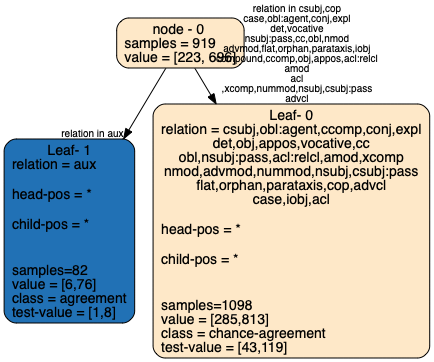 relation in csubj,cop
case,obl:agent,conj,expl
det,vocative
nsubj:pass,cc,obl,nmod
advmod,flat,orphan,parataxis,iobj
compound,ccomp,obj,appos,acl:relcl
amod
acl
,xcomp,nummod,nsubj,csubj:pass
advcl
node - 0
samples = 919
value = [223, 696]
relation in aux
Leaf- 1
relation = aux
head-pos = *
child-pos = *
samples=82
value = [6,76]
class = agreement
test-value = [1,8]
Leaf- 0
relation = csubj,obl:agent,ccomp,conj,expl
det,obj,appos,vocative,cc
obl,nsubj:pass,acl:relcl,amod,xcomp
nmod,advmod,nummod,nsubj,csubj:pass
flat,orphan,parataxis,cop,advcl
case,iobj,acl
head-pos = *
child-pos = *
samples=1098
value = [285,813]
class = chance-agreement
test-value = [43,119]